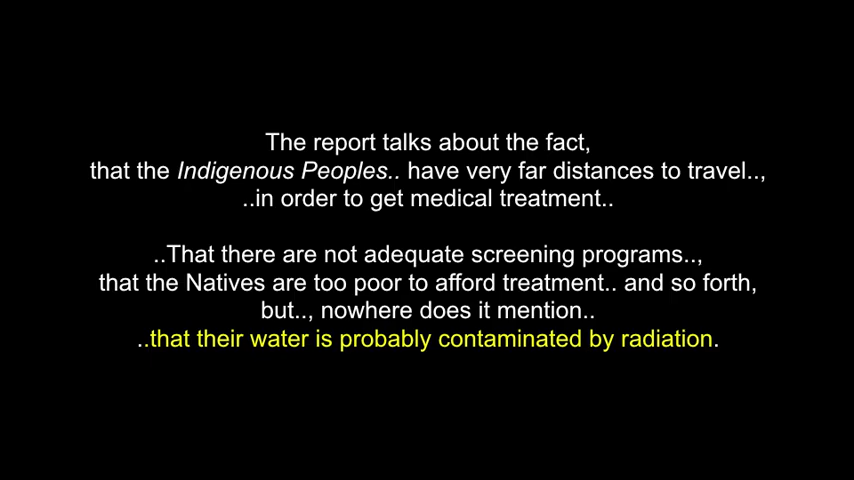 The report talks about the fact,
that the Indigenous Peoples.. have very far distances to travel..,
..in order to get medical treatment..
..That there are not adequate screening programs..,
that the Natives are too poor to afford treatment.. and so forth,
but.., nowhere does it mention..
..that their water is probably contaminated by radiation.